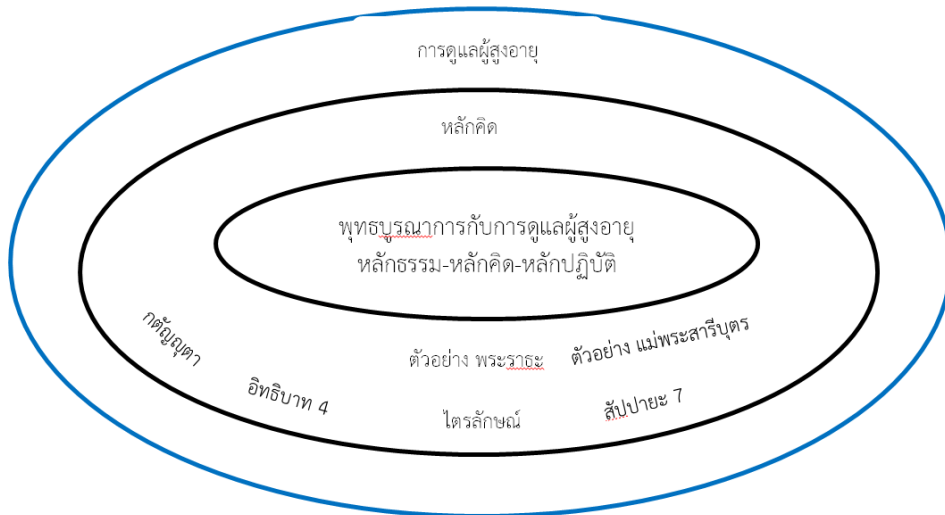 การดูแลผู้สูงอายุ
หลักคิด
พุทธบูรณาการกับการดูแลผู้สูงอายุ
หลักธรรม-หลักคิด-หลักปฏิบัติ
กตัญญุตา
ตัวอย่าง พระราธะ
ตัวอย่าง แม่พระสารีบุตร
อิทธิบาท 4
ไตรลักษณ์
สัปปายะ 7